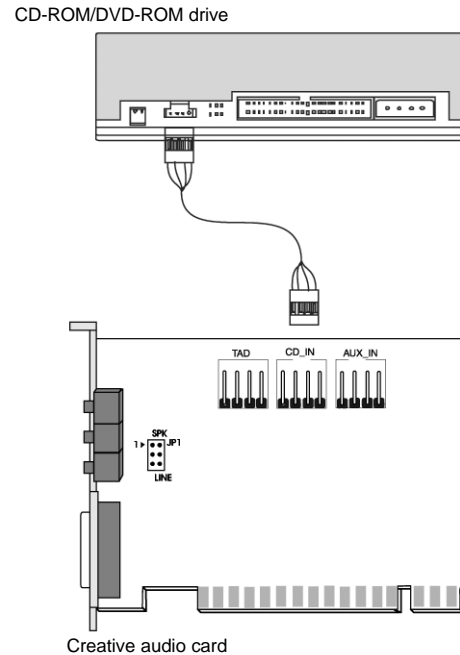 CD-ROM/DVD-ROM drive
TAD
CD_IN
AUX_IN
SPK
1
JP1
LINE
Creative audio card